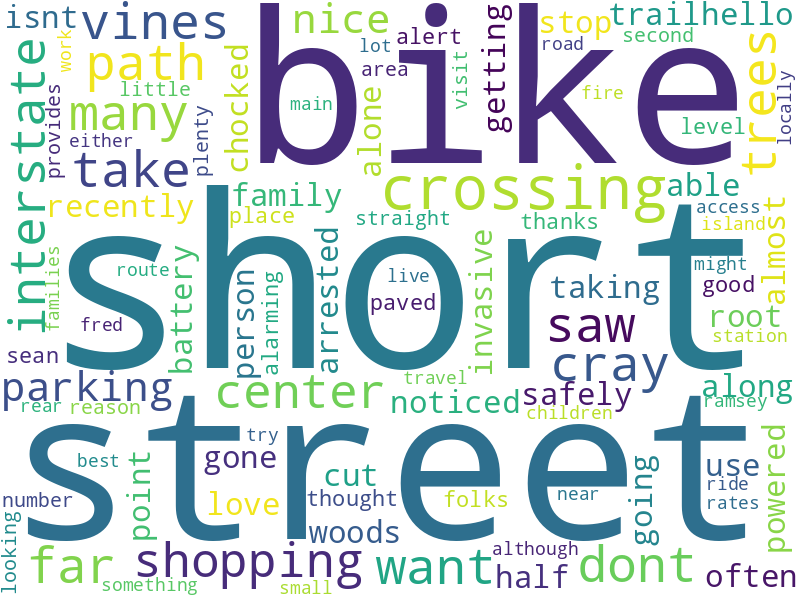 isnt
vines
nice
bike
stop
trailhello
path
work
lot
alert
road
second
little
area
many
provides
either
plenty
chocked
main
alone
visit
getting
fire
level
trees
locally
interstate
take
family
crossing
able
recently
place
straight
thanks
access
island
almost
families
route
short
live
might
battery
person
alarming
arrested
paved
invasive
taking
good
fred
saw
root
station
sean
cray
parking
center
travel
safely
along
rear
reason
noticed
children
ramsey
street
try
best
gone
cut
use
powered
number
point
love
thought
folks
near
going
ride
rates
woods
looking
far
shopping
want
although
dont
often
something
small
half